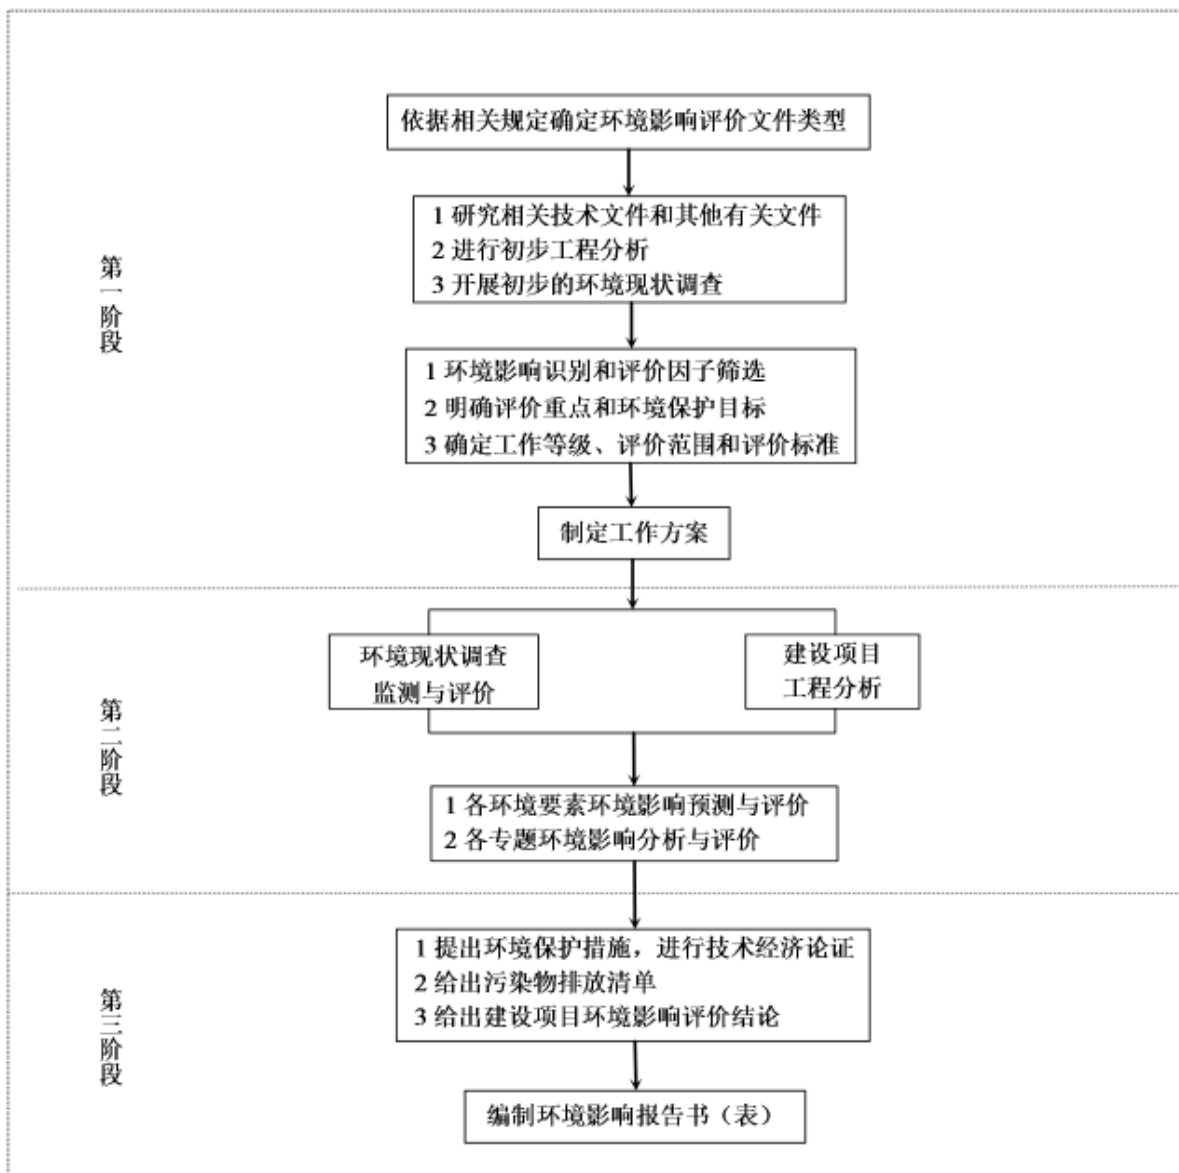 依据相关规定确定环境影响评价文件类型
1 研究相关技术文件和其他有关文件
2 进行初步工程分析
3 开展初步的环境现状调查
第一阶段
1 环境影响识别和评价因子筛选
2 明确评价重点和环境保护目标
3 确定工作等级、评价范围和评价标准
制定工作方案
环境现状调查
监测与评价
建设项目
工程分析
第二阶段
1 各环境要素环境影响预测与评价
2 各专题环境影响分析与评价
1 提出环境保护措施，进行技术经济论证
2 给出污染物排放清单
3 给出建设项目环境影响评价结论
第三阶段
编制环境影响报告书（表）